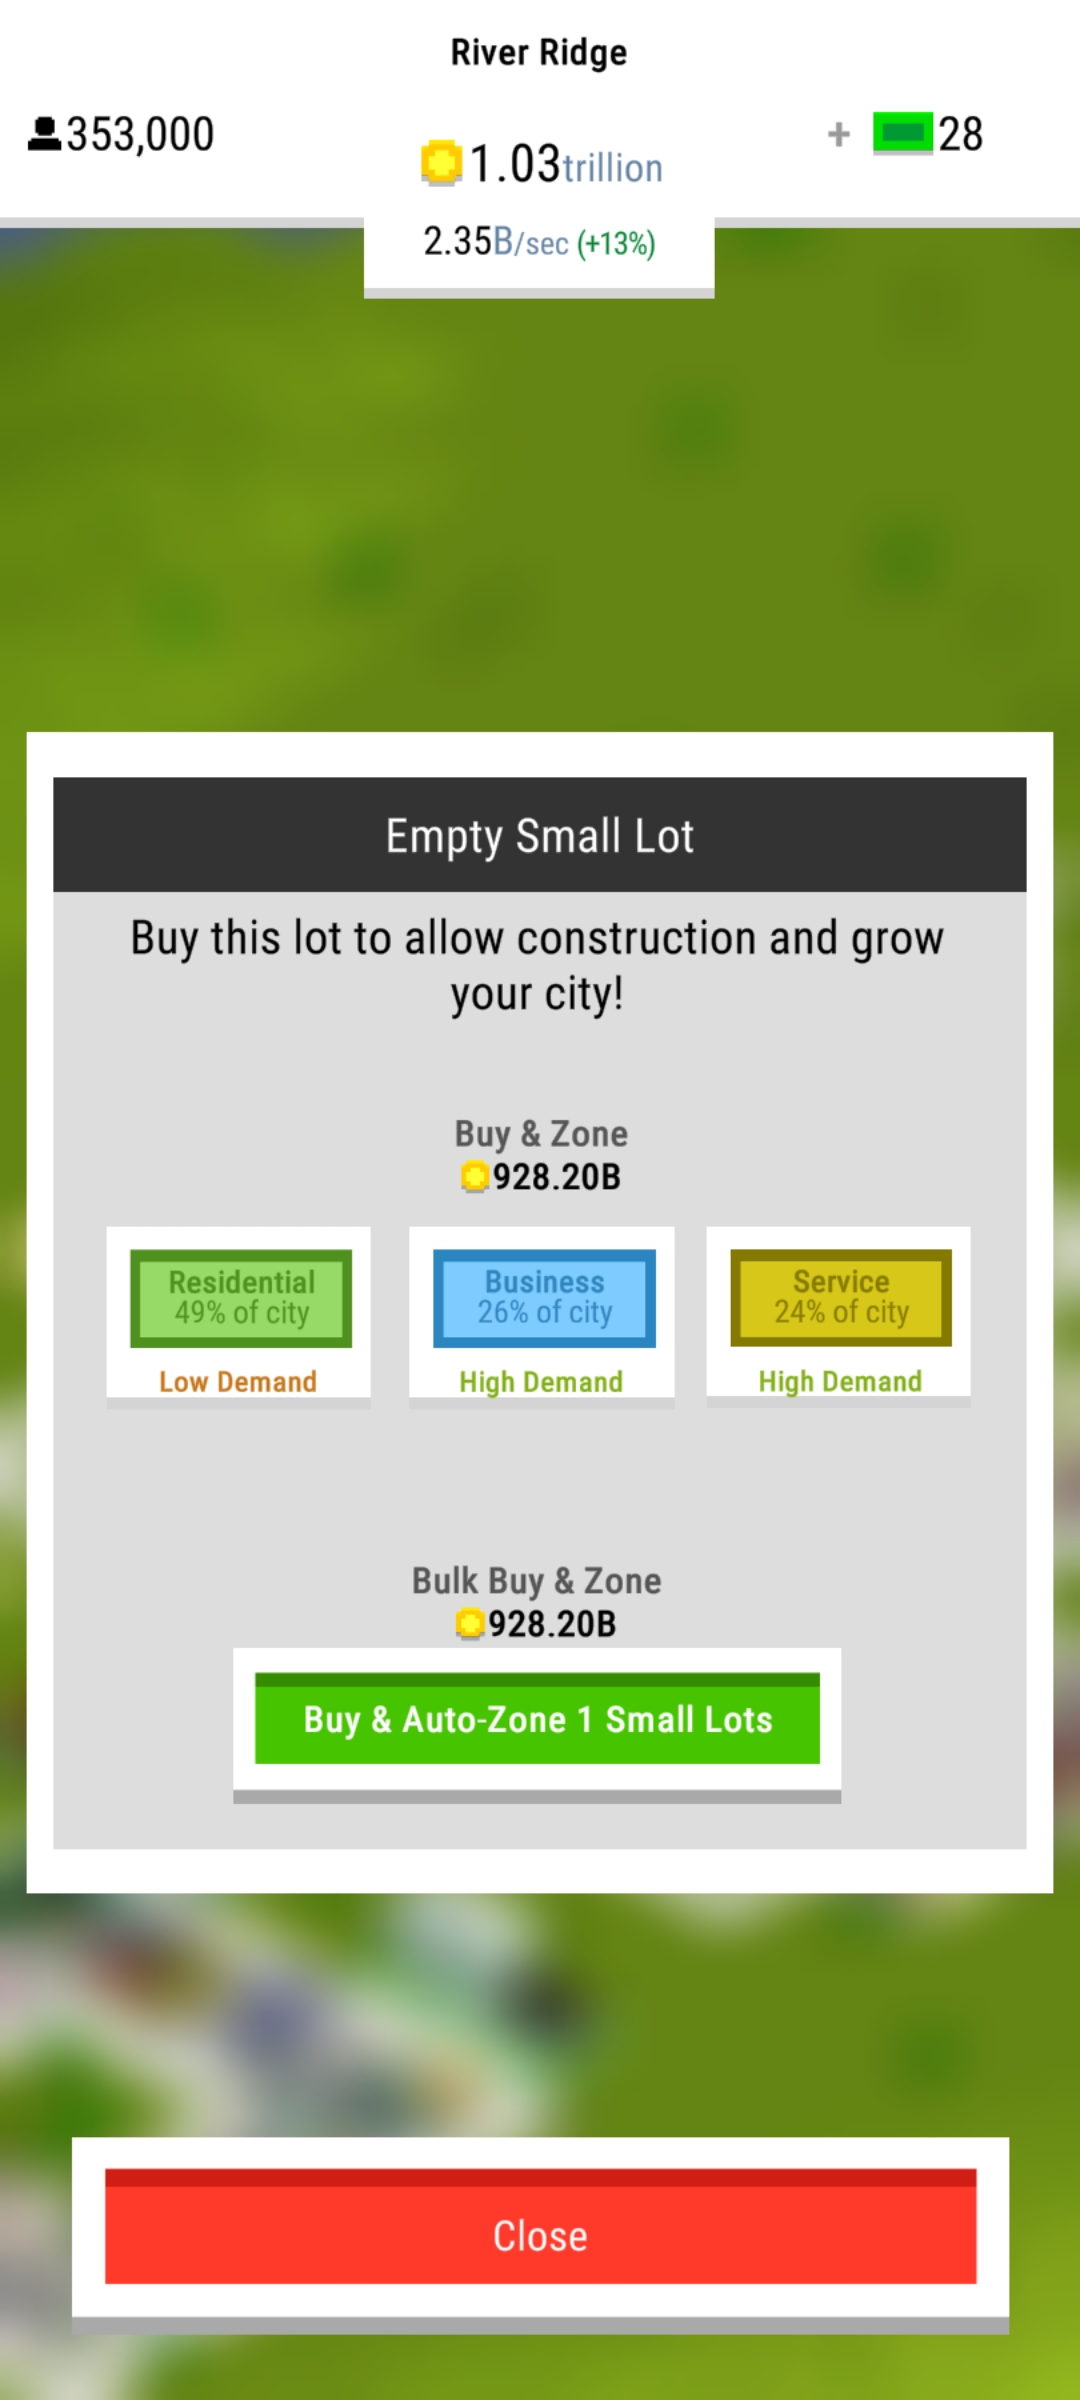 River Ridge
353,000
+ 28
1.03trillion
2.35B/sec (+13%)
Empty Small Lot
Buy this lot to allow construction and grow
your city!
Buy & Zone
928.20B
Residential
49% of city
Low Demand
Business
26% of city
High Demand
Service
24% of city
High Demand
Bulk Buy & Zone
928.20B
Buy & Auto-Zone 1 Small Lots
Close